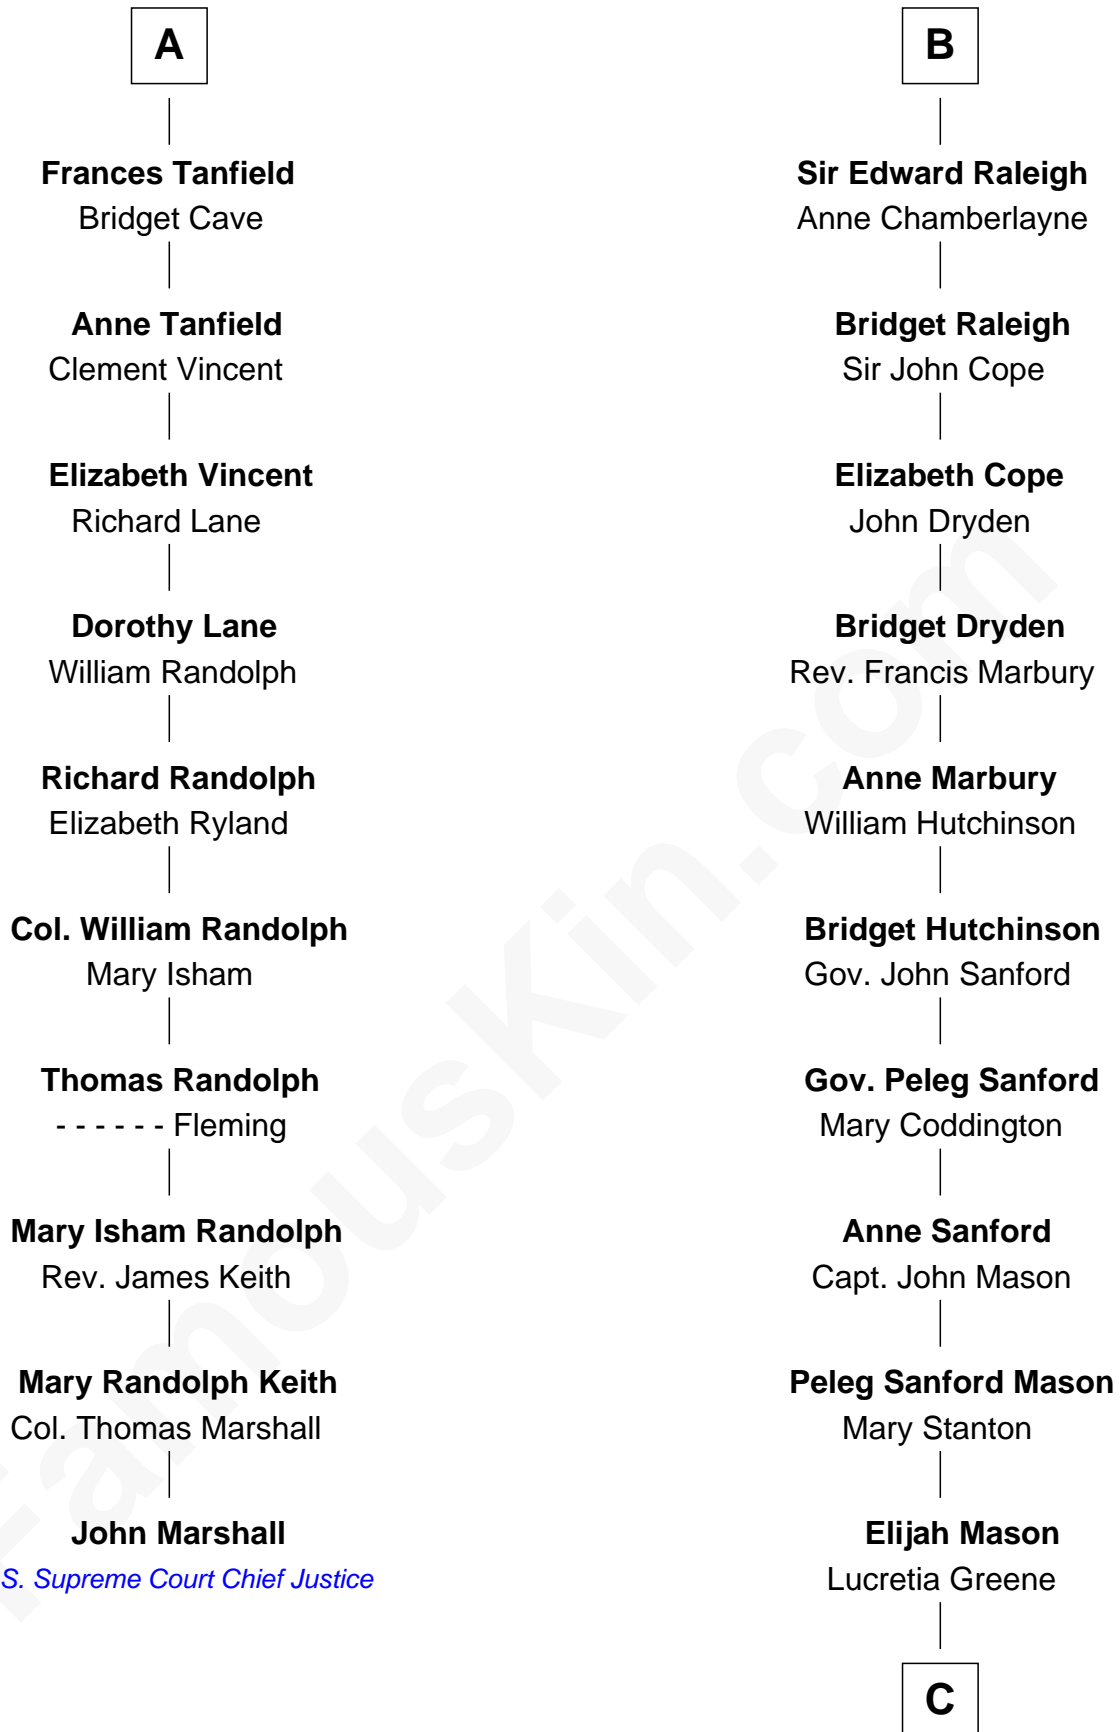 A
Frances Tanfield
Bridget Cave
Anne Tanfield
Clement Vincent
Elizabeth Vincent
Richard Lane
Dorothy Lane
William Randolph
Richard Randolph
Elizabeth Ryland
Col. William Randolph
Mary Isham
Thomas Randolph
- - - - - - Fleming
Mary Isham Randolph
Rev. James Keith
Mary Randolph Keith
Col. Thomas Marshall
John Marshall
S. Supreme Court Chief Justice
B
Sir Edward Raleigh
Anne Chamberlayne
Bridget Raleigh
Sir John Cope
Elizabeth Cope
John Dryden
Bridget Dryden
Rev. Francis Marbury
Anne Marbury
William Hutchinson
Bridget Hutchinson
Gov. John Sanford
Gov. Peleg Sanford
Mary Coddington
Anne Sanford
Capt. John Mason
Peleg Sanford Mason
Mary Stanton
Elijah Mason
Lucretia Greene
C
FamousKin.com